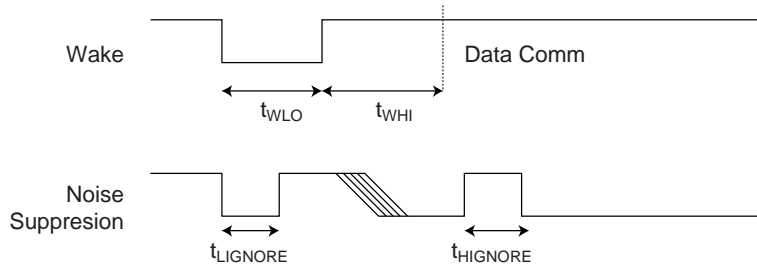 Wake
Data Comm
tWLO
tWHI
Noise
Suppresion
tLIGNORE
tHIGNORE